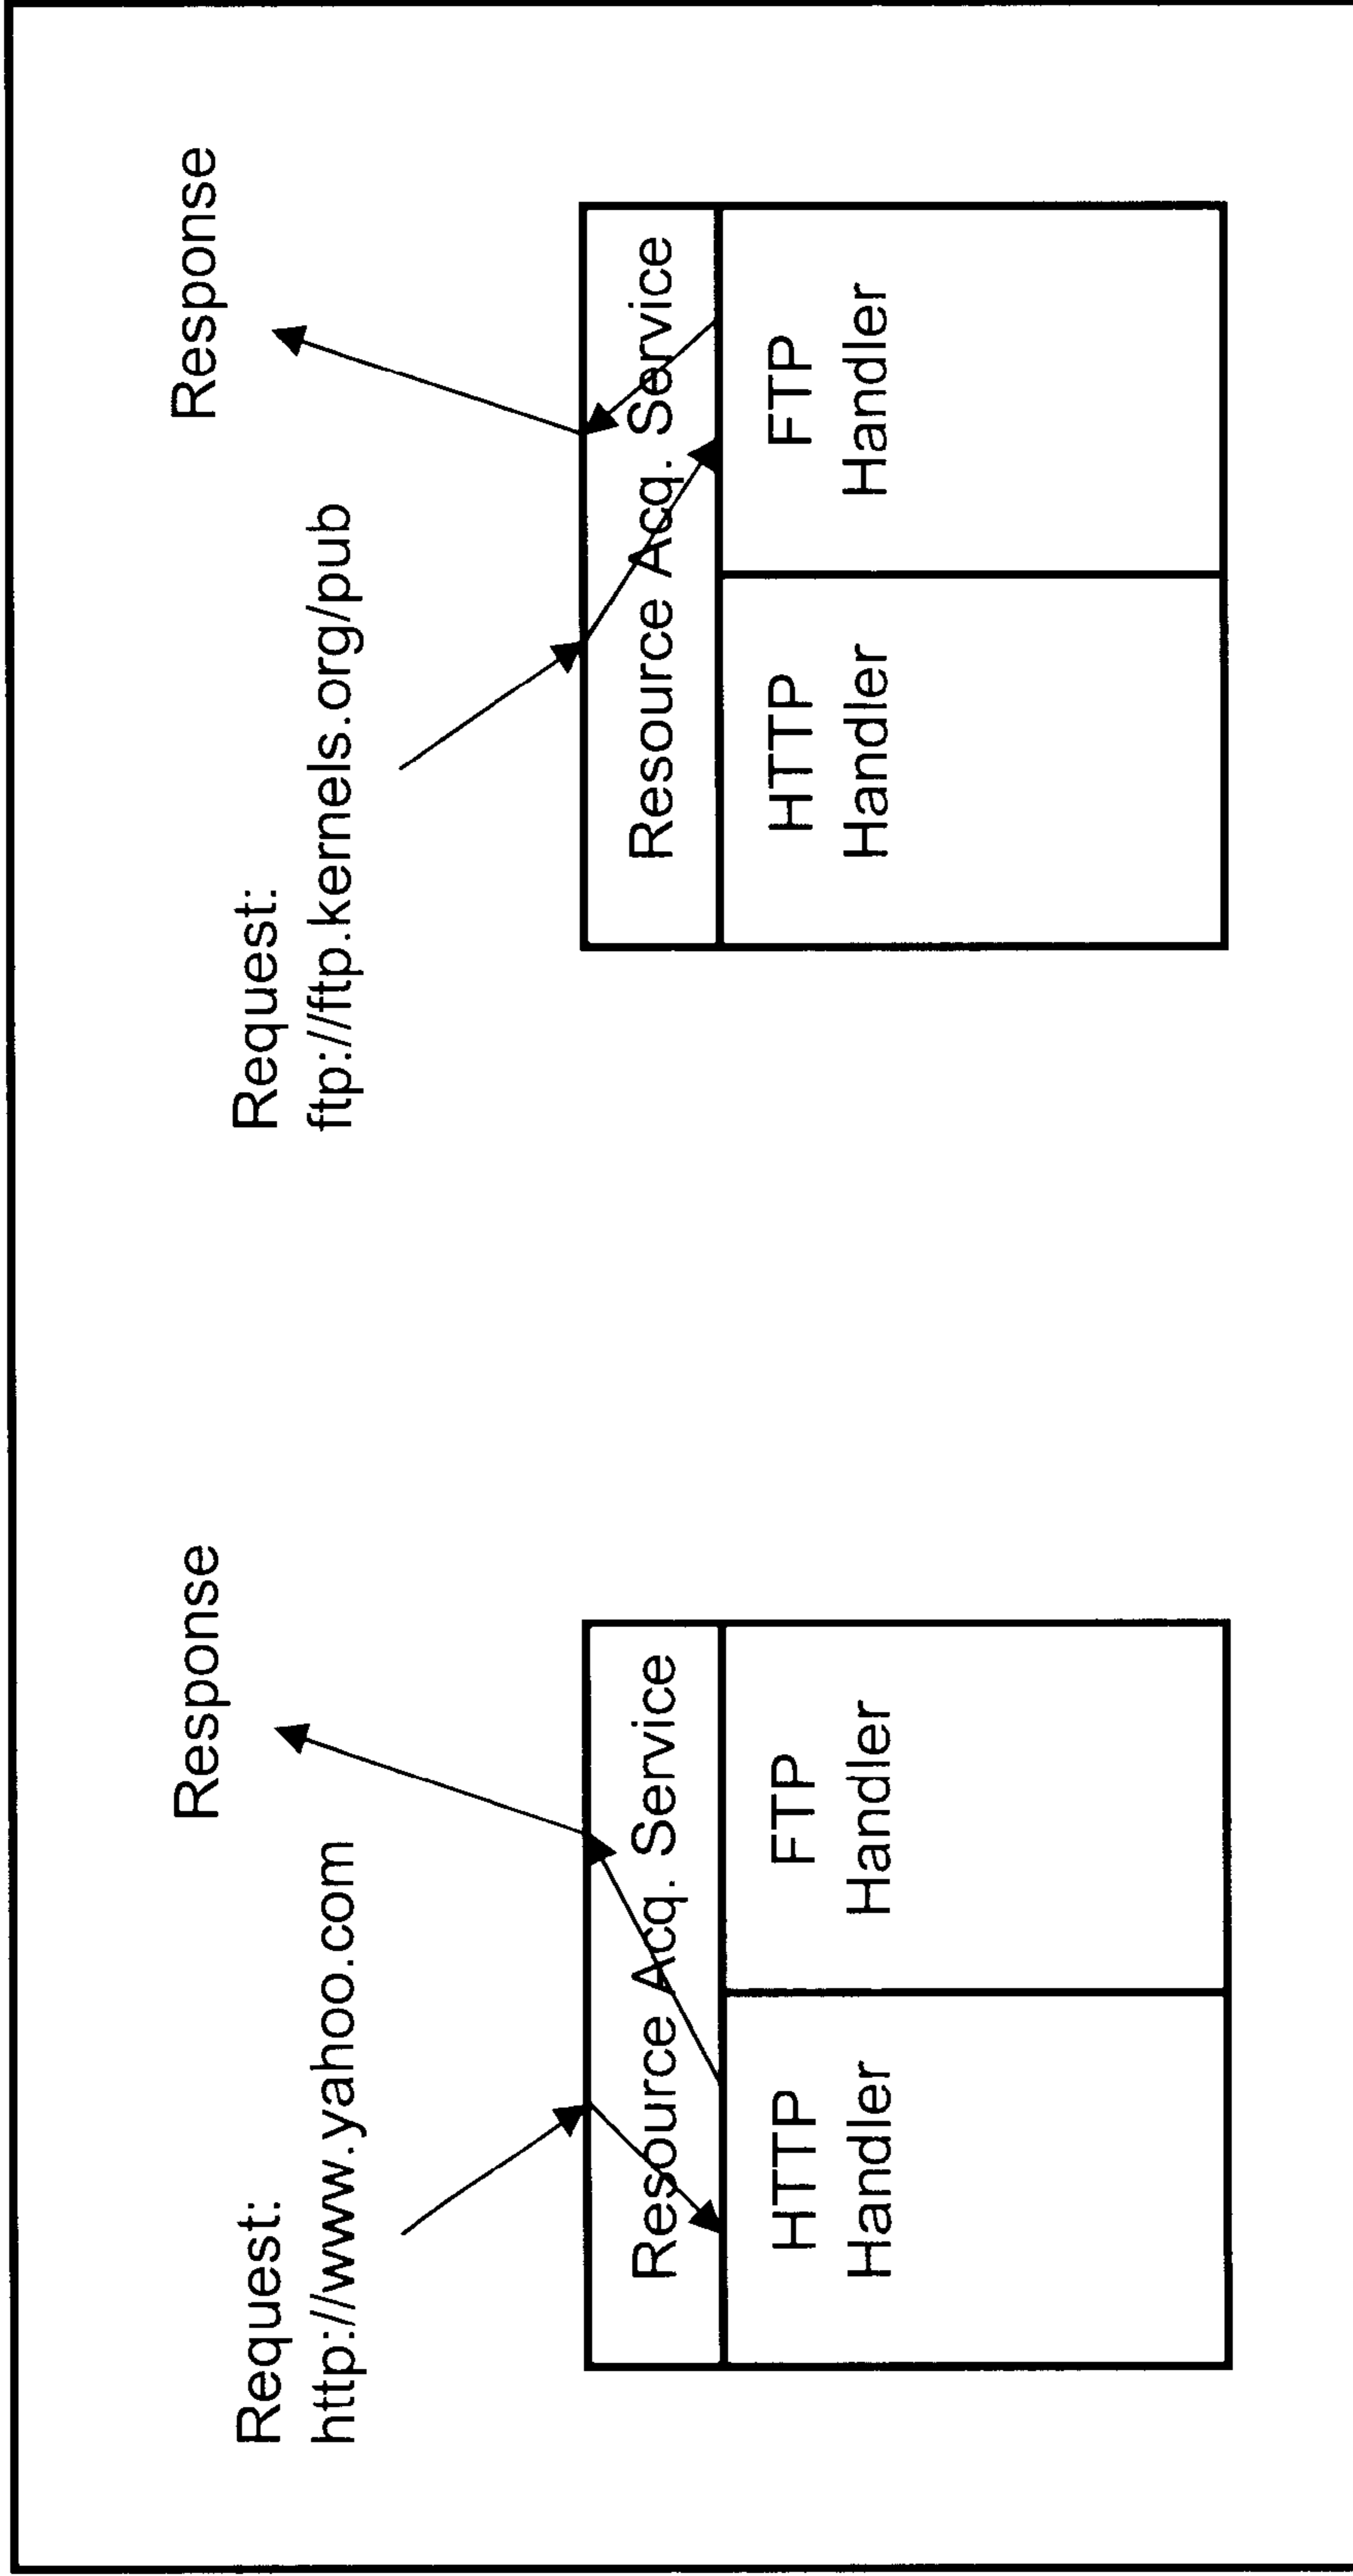 Request:
http://www.yahoo.com
Response
Resource Acq. Service
HTTP
Handler
FTP
Handler
Request:
ftp://ftp.kernels.org/pub
Response
Resource Acq. Service
HTTP
Handler
FTP
Handler